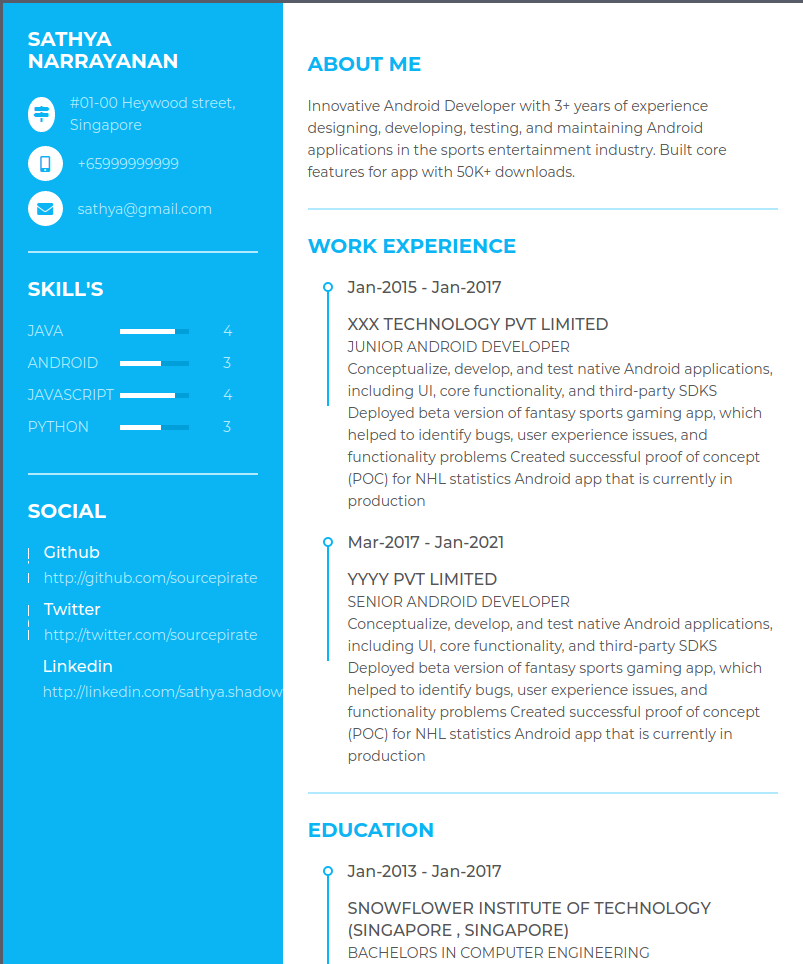 SATHYA
NARRAYANAN
#01-00 Heywood street,
Singapore
+65999999999
sathya@gmail.com
SKILL'S
JAVA 4
ANDROID 3
JAVASCRIPT 4
PYTHON 3
SOCIAL
Github
http://github.com/sourcepirate
Twitter
http://twitter.com/sourcepirate
Linkedin
http://linkedin.com/sathya.shadow
ABOUT ME
Innovative Android Developer with 3+ years of experience
designing, developing, testing, and maintaining Android
applications in the sports entertainment industry. Built core
features for app with 50K+ downloads.
WORK EXPERIENCE
Jan-2015 - Jan-2017
XXX TECHNOLOGY PVT LIMITED
JUNIOR ANDROID DEVELOPER
Conceptualize, develop, and test native Android applications,
including UI, core functionality, and third-party SDKS
Deployed beta version of fantasy sports gaming app, which
helped to identify bugs, user experience issues, and
functionality problems Created successful proof of concept
(POC) for NHL statistics Android app that is currently in
production
Mar-2017 - Jan-2021
YYYY PVT LIMITED
SENIOR ANDROID DEVELOPER
Conceptualize, develop, and test native Android applications,
including UI, core functionality, and third-party SDKS
Deployed beta version of fantasy sports gaming app, which
helped to identify bugs, user experience issues, and
functionality problems Created successful proof of concept
(POC) for NHL statistics Android app that is currently in
production
EDUCATION
Jan-2013 - Jan-2017
SNOWFLOWER INSTITUTE OF TECHNOLOGY
(SINGAPORE , SINGAPORE)
BACHELORS IN COMPUTER ENGINEERING